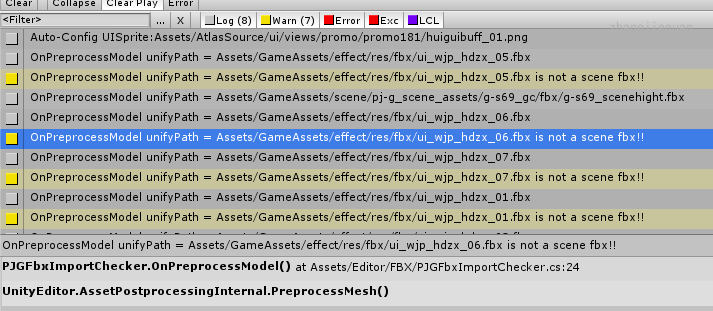 Clear Collapse Clear Play Error
<Filter> ... X Log (8) Warn (7) Error Exc LCL
Auto-Config UISprite:Assets/AtlasSource/ui/views/promo/promo181/huiguibuff_01.png
OnPreprocessModel unifyPath = Assets/GameAssets/effect/res/fbx/ui_wjp_hdzx_05.fbx
OnPreprocessModel unifyPath = Assets/GameAssets/effect/res/fbx/ui_wjp_hdzx_05.fbx is not a scene fbx!!
OnPreprocessModel unifyPath = Assets/GameAssets/scene/pj-g_scene_assets/g-s69_gc/fbx/g-s69_scenehight.fbx
OnPreprocessModel unifyPath = Assets/GameAssets/effect/res/fbx/ui_wjp_hdzx_06.fbx
OnPreprocessModel unifyPath = Assets/GameAssets/effect/res/fbx/ui_wjp_hdzx_06.fbx is not a scene fbx!!
OnPreprocessModel unifyPath = Assets/GameAssets/effect/res/fbx/ui_wjp_hdzx_07.fbx
OnPreprocessModel unifyPath = Assets/GameAssets/effect/res/fbx/ui_wjp_hdzx_07.fbx is not a scene fbx!!
OnPreprocessModel unifyPath = Assets/GameAssets/effect/res/fbx/ui_wjp_hdzx_01.fbx
OnPreprocessModel unifyPath = Assets/GameAssets/effect/res/fbx/ui_wjp_hdzx_01.fbx is not a scene fbx!!
OnPreprocessModel unifyPath = Assets/GameAssets/effect/res/fbx/ui_wjp_hdzx_06.fbx is not a scene fbx!!
PJGFbxImportChecker.OnPreprocessModel() at Assets/Editor/FBX/PJGFbxImportChecker.cs:24
UnityEditor.AssetPostprocessingInternal.PreprocessMesh()